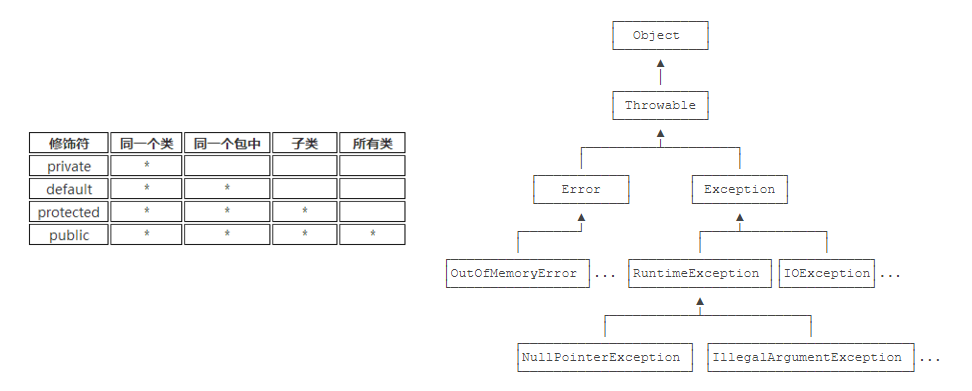 修饰符 同一个类 同一个包中 子类 所有类
private *
default * *
protected * * *
public * * * *
Object
Throwable
Error Exception
OutOfMemoryError ... RuntimeException IOException ...
NullPointerException IllegalArgumentException ...